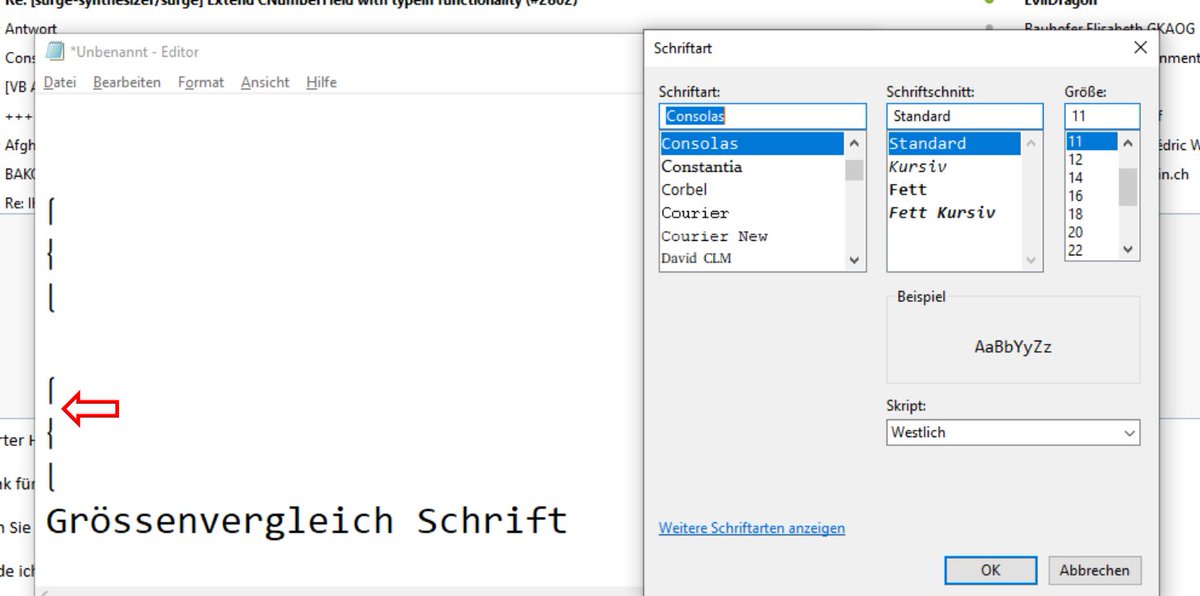 Re: [surge-synthesizer/surge] Extend CNumberField with typein functionality (#2802)
EvilDragon
Antwort
Bauhofer Elisabeth GKAOG
Cons
[VB A
+++
Afgh
BAKO
Re: I
*Unbenannt - Editor
Datei Bearbeiten Format Ansicht Hilfe
⎧
⎨
⎩
⎧
⎨
⎩
Grössenvergleich Schrift
Schriftart
Schriftart:
Consolas
Consolas
Constantia
Corbel
Courier
Courier New
David CLM
Schriftschnitt:
Standard
Standard
Kursiv
Fett
Fett Kursiv
Größe:
11
11
12
14
16
18
20
22
Beispiel
AaBbYyZz
Skript:
Westlich
Weitere Schriftarten anzeigen
OK
Abbrechen
nment
édric W
in.ch
rter H
nk für
n Sie
de ich